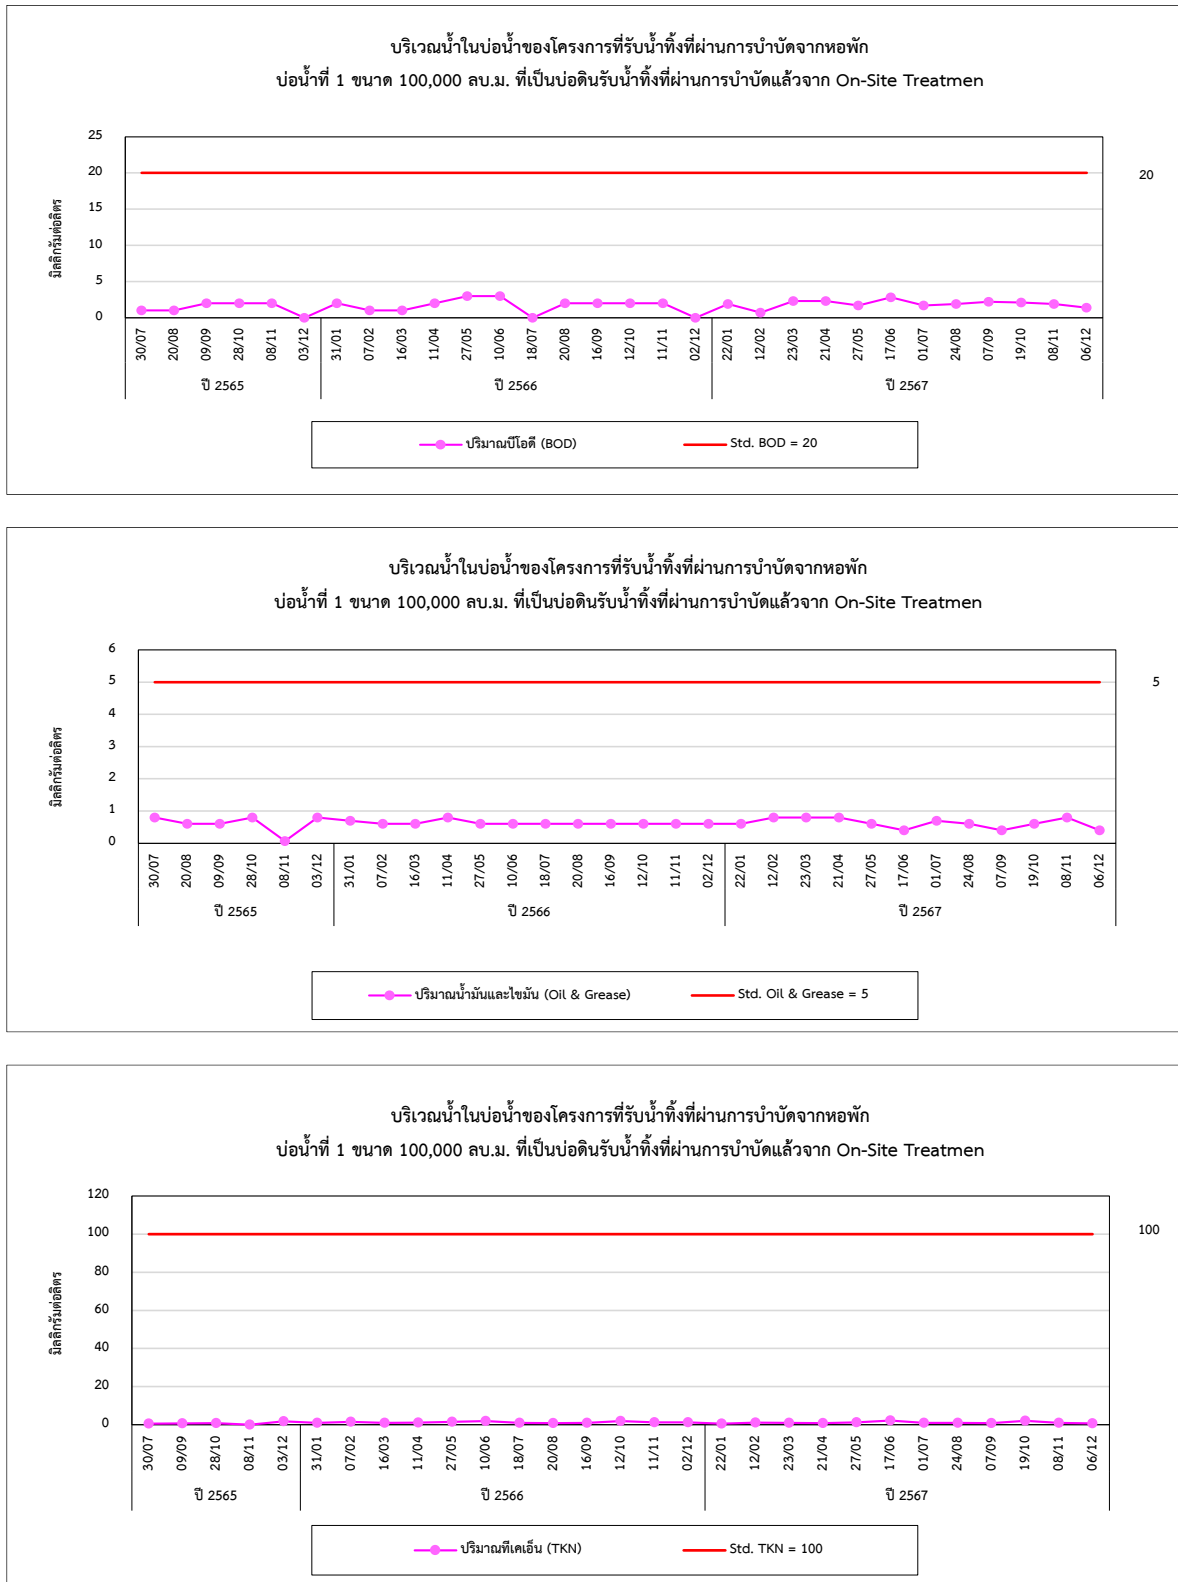 บริเวณน้ำในบ่อน้ำของโครงการที่รับน้ำทิ้งที่ผ่านการบำบัดจากหอพัก
บ่อน้ำที่ 1 ขนาด 100,000 ลบ.ม. ที่เป็นบ่อดินรับน้ำทิ้งที่ผ่านการบำบัดแล้วจาก On-Site Treatmen
มิลลิกรัมต่อลิตร
25
20
15
10
5
0
20
30/07 20/08 09/09 28/10 08/11 03/12 31/01 07/02 16/03 11/04 27/05 10/06 18/07 20/08 16/09 12/10 11/11 02/12 22/01 12/02 23/03 21/04 27/05 17/06 01/07 24/08 07/09 19/10 08/11 06/12
ปี 2565 ปี 2566 ปี 2567
ปริมาณบีโอดี (BOD) Std. BOD = 20
บริเวณน้ำในบ่อน้ำของโครงการที่รับน้ำทิ้งที่ผ่านการบำบัดจากหอพัก
บ่อน้ำที่ 1 ขนาด 100,000 ลบ.ม. ที่เป็นบ่อดินรับน้ำทิ้งที่ผ่านการบำบัดแล้วจาก On-Site Treatmen
มิลลิกรัมต่อลิตร
6
5
4
3
2
1
0
5
30/07 20/08 09/09 28/10 08/11 03/12 31/01 07/02 16/03 11/04 27/05 10/06 18/07 20/08 16/09 12/10 11/11 02/12 22/01 12/02 23/03 21/04 27/05 17/06 01/07 24/08 07/09 19/10 08/11 06/12
ปี 2565 ปี 2566 ปี 2567
ปริมาณน้ำมันและไขมัน (Oil & Grease) Std. Oil & Grease = 5
บริเวณน้ำในบ่อน้ำของโครงการที่รับน้ำทิ้งที่ผ่านการบำบัดจากหอพัก
บ่อน้ำที่ 1 ขนาด 100,000 ลบ.ม. ที่เป็นบ่อดินรับน้ำทิ้งที่ผ่านการบำบัดแล้วจาก On-Site Treatmen
มิลลิกรัมต่อลิตร
120
100
80
60
40
20
0
100
30/07 09/09 28/10 08/11 03/12 31/01 07/02 16/03 11/04 27/05 10/06 18/07 20/08 16/09 12/10 11/11 02/12 22/01 12/02 23/03 21/04 27/05 17/06 01/07 24/08 07/09 19/10 08/11 06/12
ปี 2565 ปี 2566 ปี 2567
ปริมาณทีเคเอ็น (TKN) Std. TKN = 100